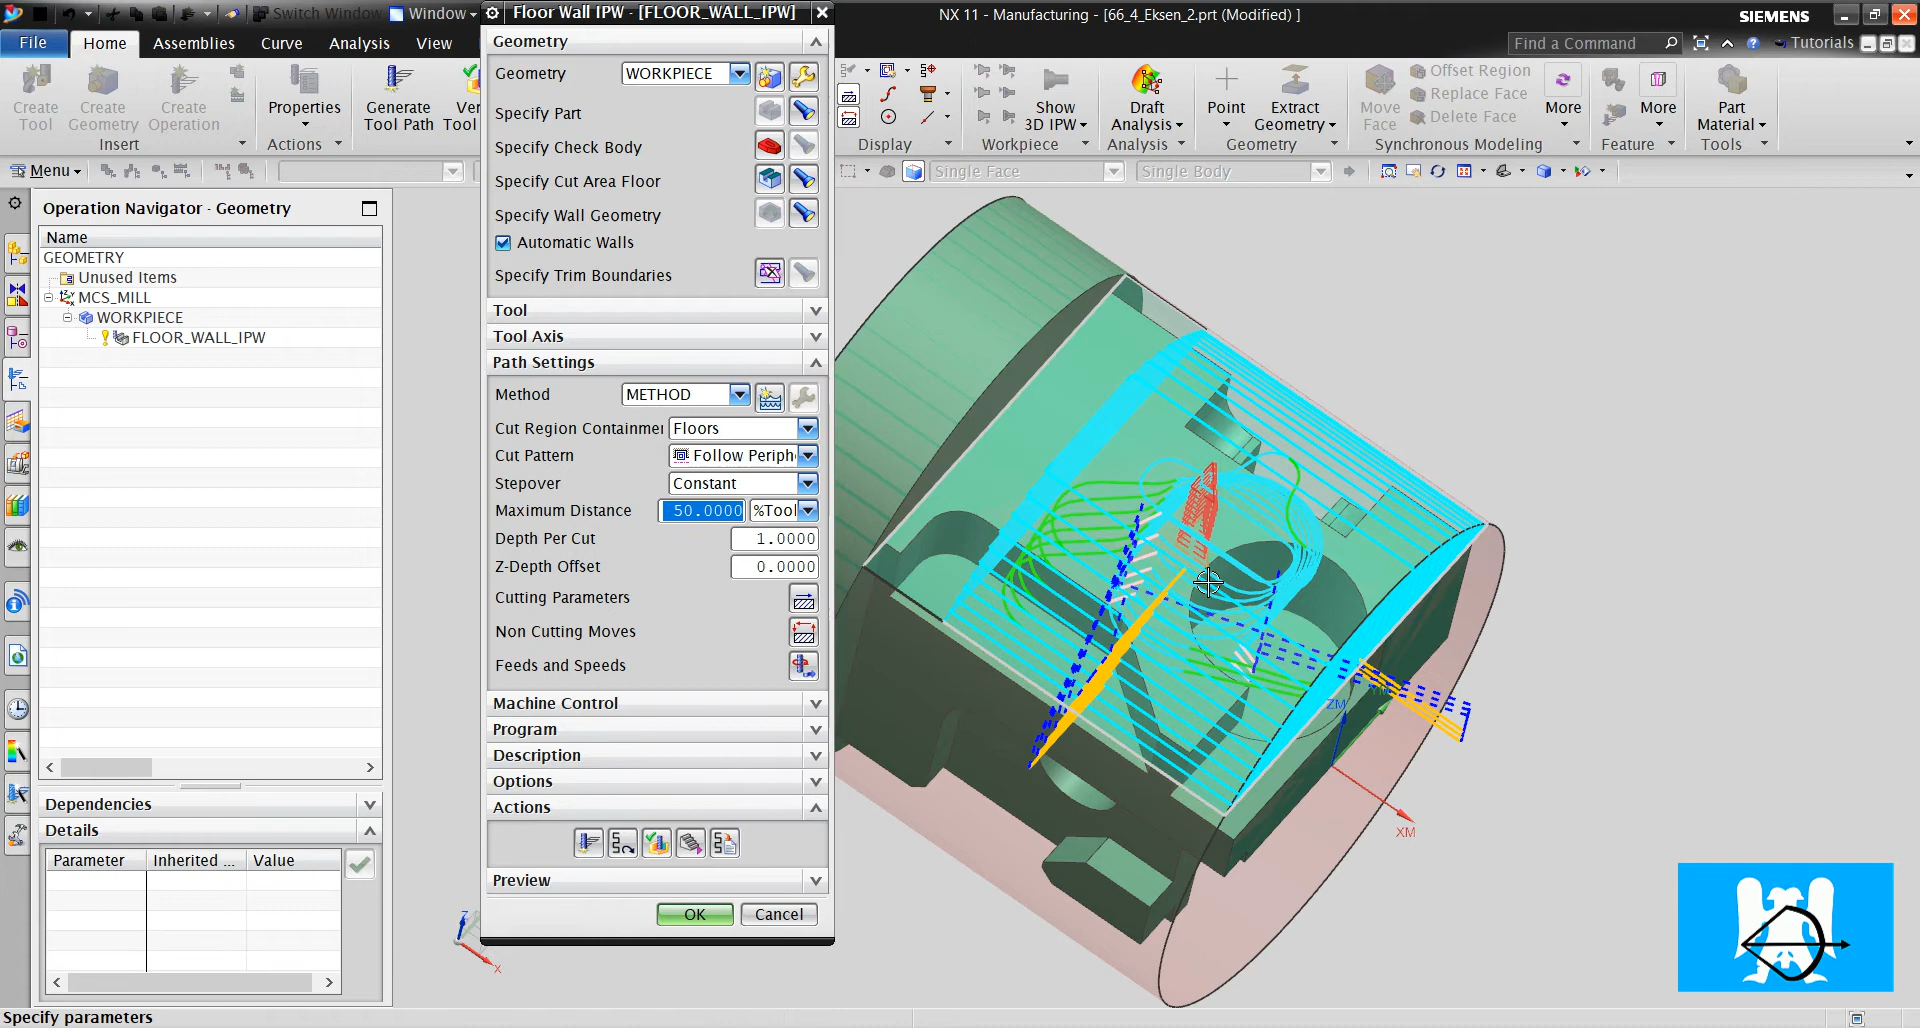 Switch Window
Window
Floor Wall IPW - [FLOOR_WALL_IPW]
NX 11 - Manufacturing - [66_4_Eksen_2.prt (Modified) ]
SIEMENS
File
Home
Assemblies
Curve
Analysis
View
Find a Command
Tutorials
Create
Tool
Create
Geometry
Create
Operation
Insert
Properties
Actions
Generate
Tool Path
Ver
Tool
Display
Show
3D IPW
Workpiece
Draft
Analysis
Analysis
Point
Extract
Geometry
Geometry
Move
Face
Offset Region
Replace Face
Delete Face
More
Synchronous Modeling
More
Feature
Part
Material
Tools
Menu
Single Face
Single Body
Operation Navigator - Geometry
Name
GEOMETRY
Unused Items
MCS_MILL
WORKPIECE
FLOOR_WALL_IPW
Dependencies
Details
Parameter
Inherited ...
Value
Geometry
Geometry
WORKPIECE
Specify Part
Specify Check Body
Specify Cut Area Floor
Specify Wall Geometry
Automatic Walls
Specify Trim Boundaries
Tool
Tool Axis
Path Settings
Method
METHOD
Cut Region Containmer
Floors
Cut Pattern
Follow Periph
Stepover
Constant
Maximum Distance
50.0000
%Tool
Depth Per Cut
1.0000
Z-Depth Offset
0.0000
Cutting Parameters
Non Cutting Moves
Feeds and Speeds
Machine Control
Program
Description
Options
Actions
Preview
OK
Cancel
ZM
YM
XM
Z
X
Specify parameters